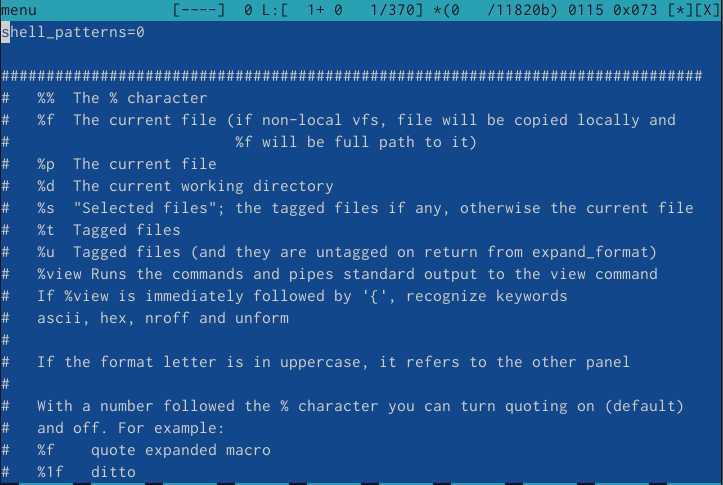 menu [----] 0 L:[ 1+ 0 1/370] *(0 /11820b) 0115 0x073 [*][X]
shell_patterns=0
##############################################################################
# %% The % character
# %f The current file (if non-local vfs, file will be copied locally and
# %f will be full path to it)
# %p The current file
# %d The current working directory
# %s "Selected files"; the tagged files if any, otherwise the current file
# %t Tagged files
# %u Tagged files (and they are untagged on return from expand_format)
# %view Runs the commands and pipes standard output to the view command
# If %view is immediately followed by '{', recognize keywords
# ascii, hex, nroff and unform
#
# If the format letter is in uppercase, it refers to the other panel
#
# With a number followed the % character you can turn quoting on (default)
# and off. For example:
# %f quote expanded macro
# %1f ditto